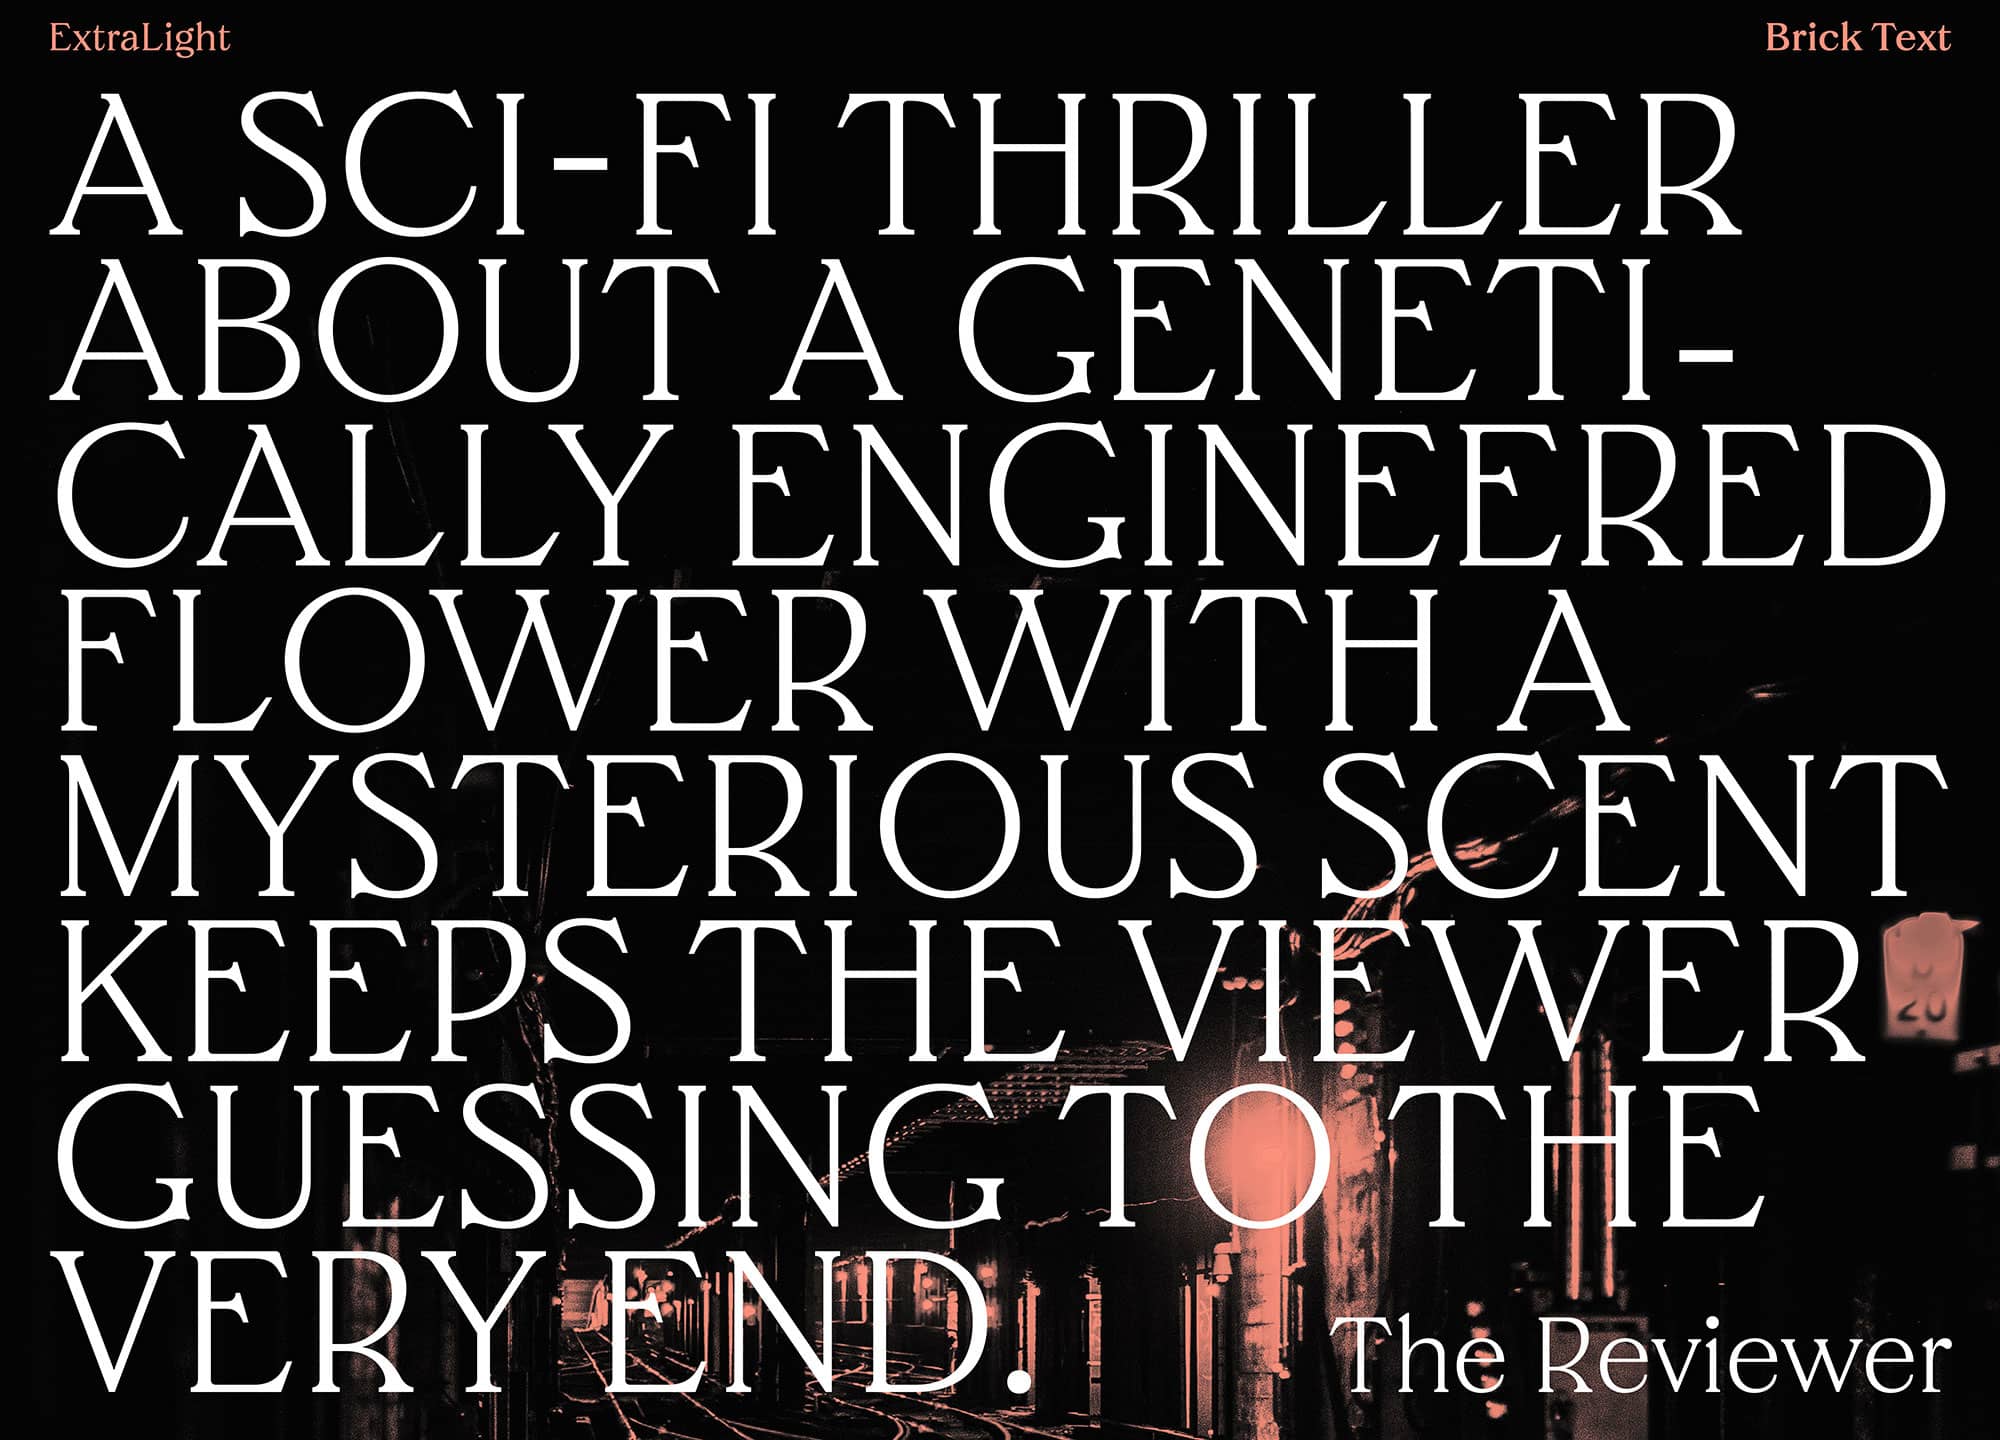 ExtraLight
Brick Text
A SCI-FI THRILLER
ABOUT A GENETI-
CALLY ENGINEERED
FLOWER WITH A
MYSTERIOUS SCENT
KEEPS THE VIEWER
GUESSING TO THE
VERY END.
The Reviewer